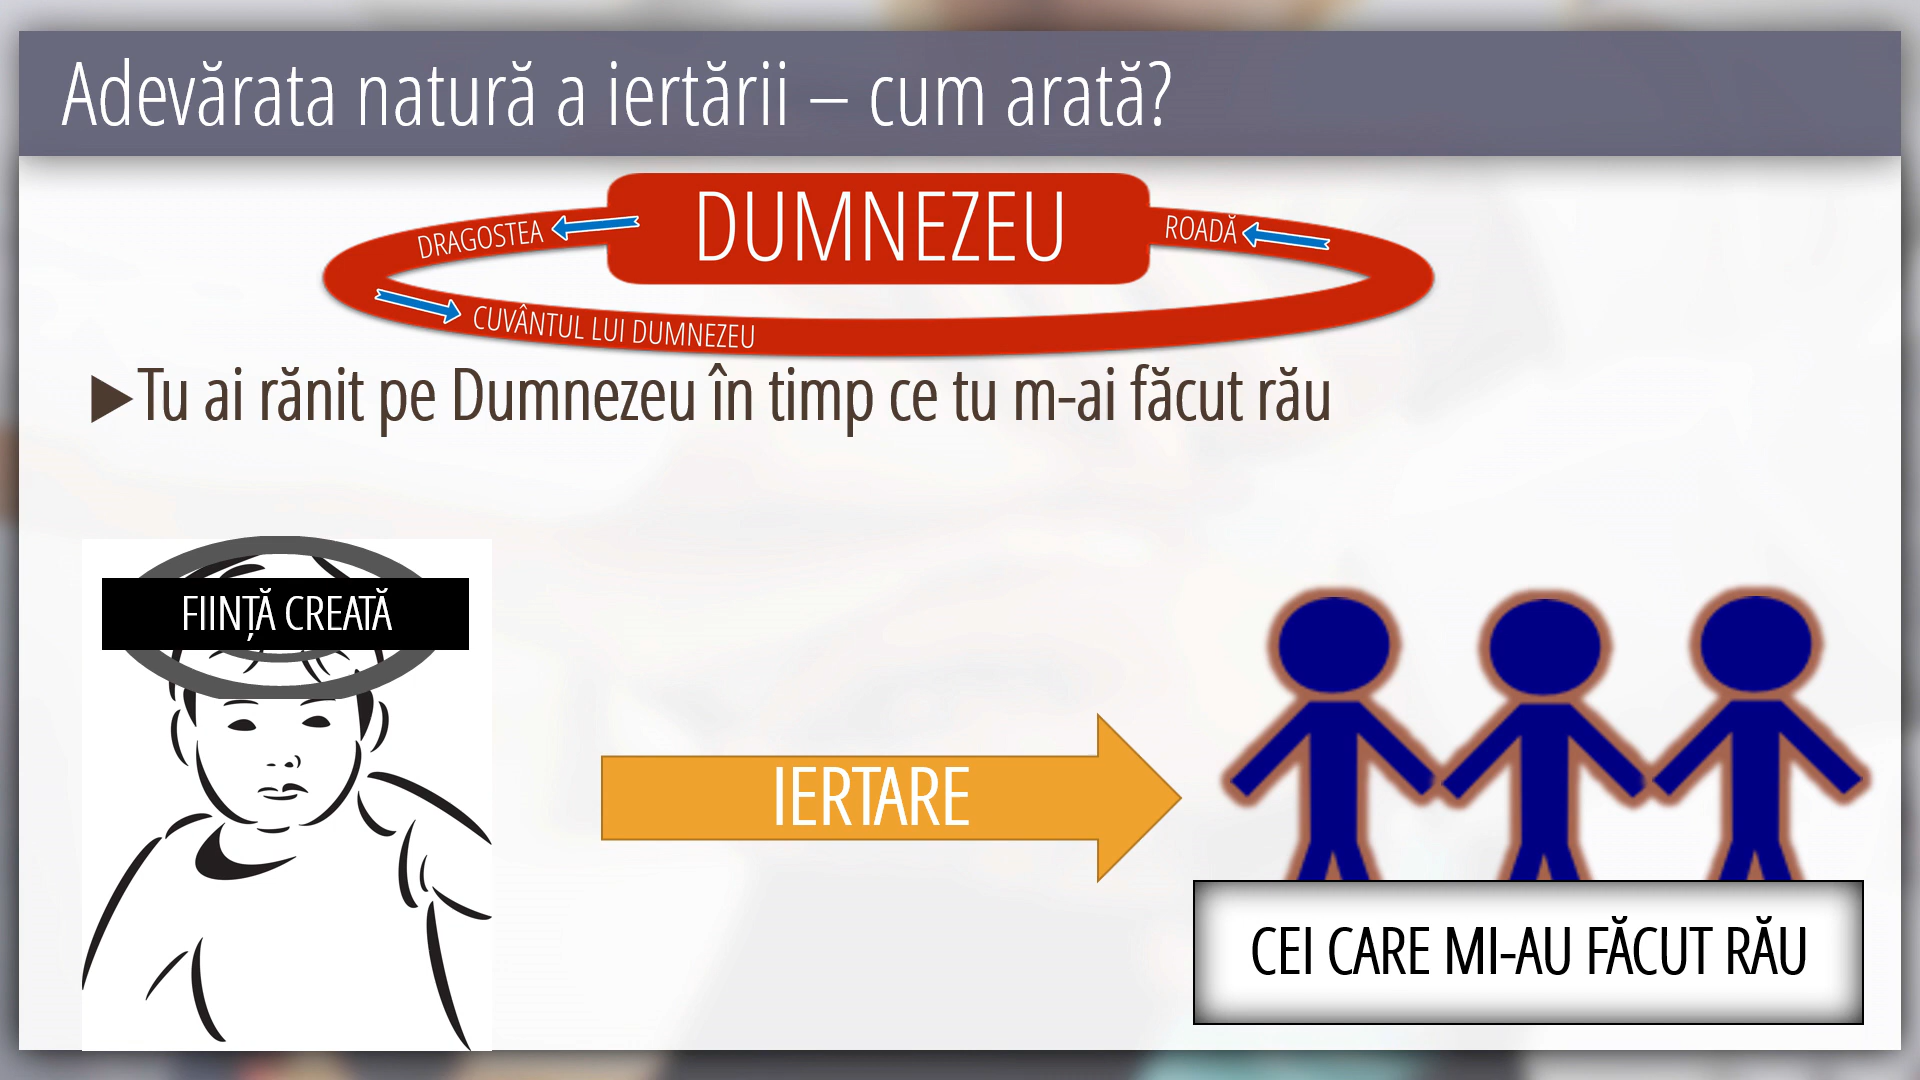 Adevărata natură a iertării – cum arată?
DUMNEZEU
DRAGOSTEA
ROADĂ
CUVÂNTUL LUI DUMNEZEU
Tu ai rănit pe Dumnezeu în timp ce tu m-ai făcut rău
FIINȚĂ CREATĂ
IERTARE
CEI CARE MI-AU FĂCUT RĂU